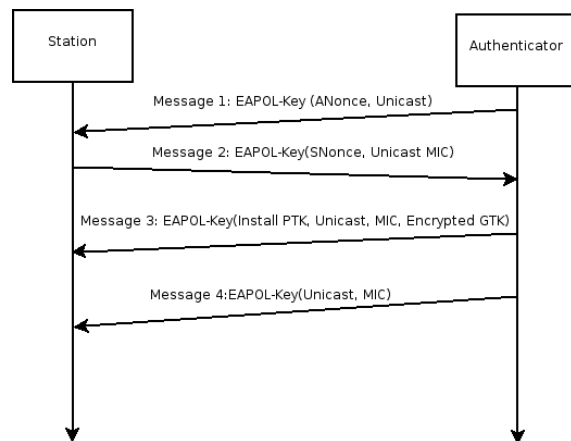 Station
Authenticator
Message 1: EAPOL-Key (ANonce, Unicast)
Message 2: EAPOL-Key(SNonce, Unicast MIC)
Message 3: EAPOL-Key(Install PTK, Unicast, MIC, Encrypted GTK)
Message 4:EAPOL-Key(Unicast, MIC)